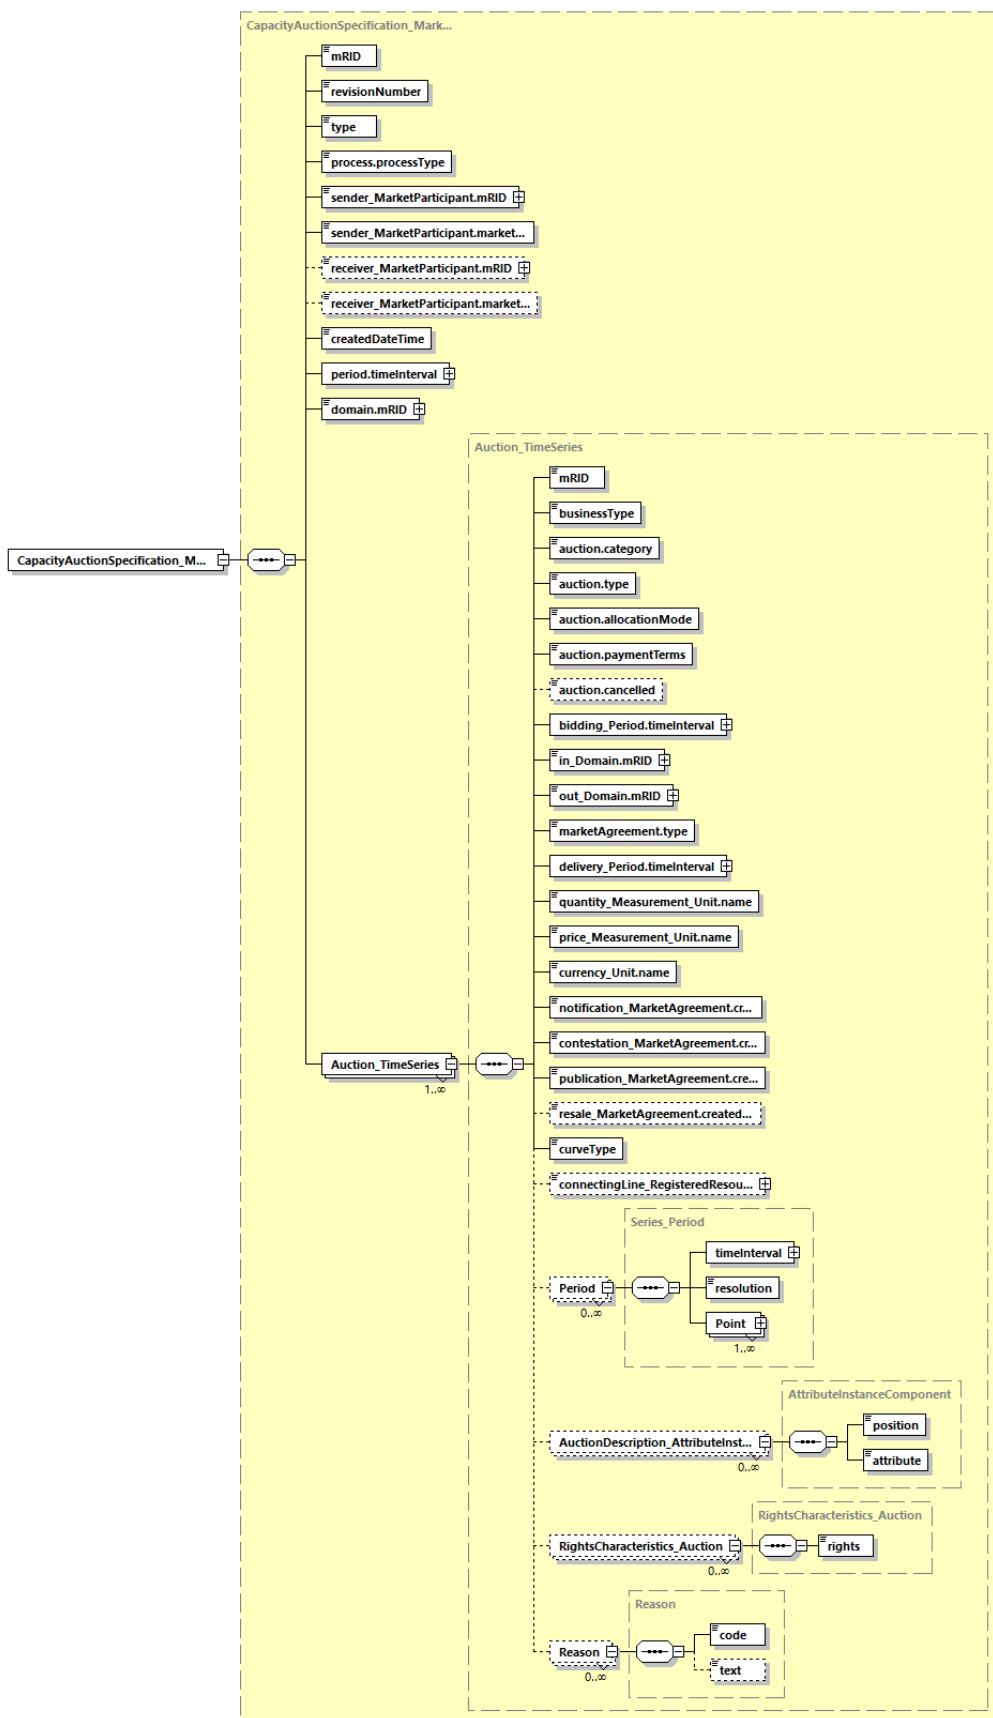 CapacityAuctionSpecification_Mark...
mRID
revisionNumber
type
process.processType
sender_MarketParticipant.mRID
sender_MarketParticipant.market...
receiver_MarketParticipant.mRID
receiver_MarketParticipant.market...
createdDateTime
period.timeInterval
domain.mRID
Auction_TimeSeries
mRID
businessType
auction.category
CapacityAuctionSpecification_M...
auction.type
auction.allocationMode
auction.paymentTerms
auction.cancelled
bidding_Period.timeInterval
in_Domain.mRID
out_Domain.mRID
marketAgreement.type
delivery_Period.timeInterval
quantity_Measurement_Unit.name
price_Measurement_Unit.name
currency_Unit.name
notification_MarketAgreement.cr...
contestation_MarketAgreement.cr...
Auction_TimeSeries
1..∞
publication_MarketAgreement.cre...
resale_MarketAgreement.created...
curveType
connectingLine_RegisteredResou...
Series_Period
timeInterval
Period
0..∞
resolution
Point
1..∞
AttributeInstanceComponent
position
AuctionDescription_AttributeInst...
0..∞
attribute
RightsCharacteristics_Auction
RightsCharacteristics_Auction
0..∞
rights
Reason
code
Reason
0..∞
text